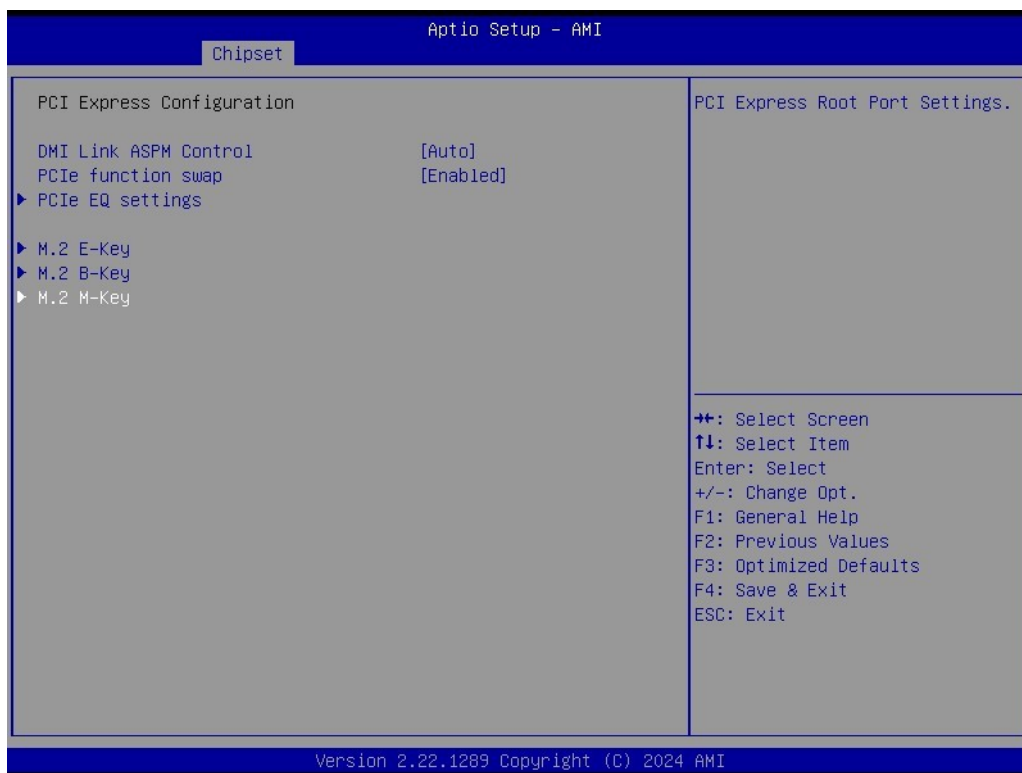 Aptio Setup - AMI
Chipset
PCI Express Configuration
DMI Link ASPM Control [Auto]
PCIe function swap [Enabled]
PCIe EQ settings
M.2 E-Key
M.2 B-Key
M.2 M-Key
PCI Express Root Port Settings.
→←: Select Screen
↑↓: Select Item
Enter: Select
+/-: Change Opt.
F1: General Help
F2: Previous Values
F3: Optimized Defaults
F4: Save & Exit
ESC: Exit
Version 2.22.1289 Copyright (C) 2024 AMI